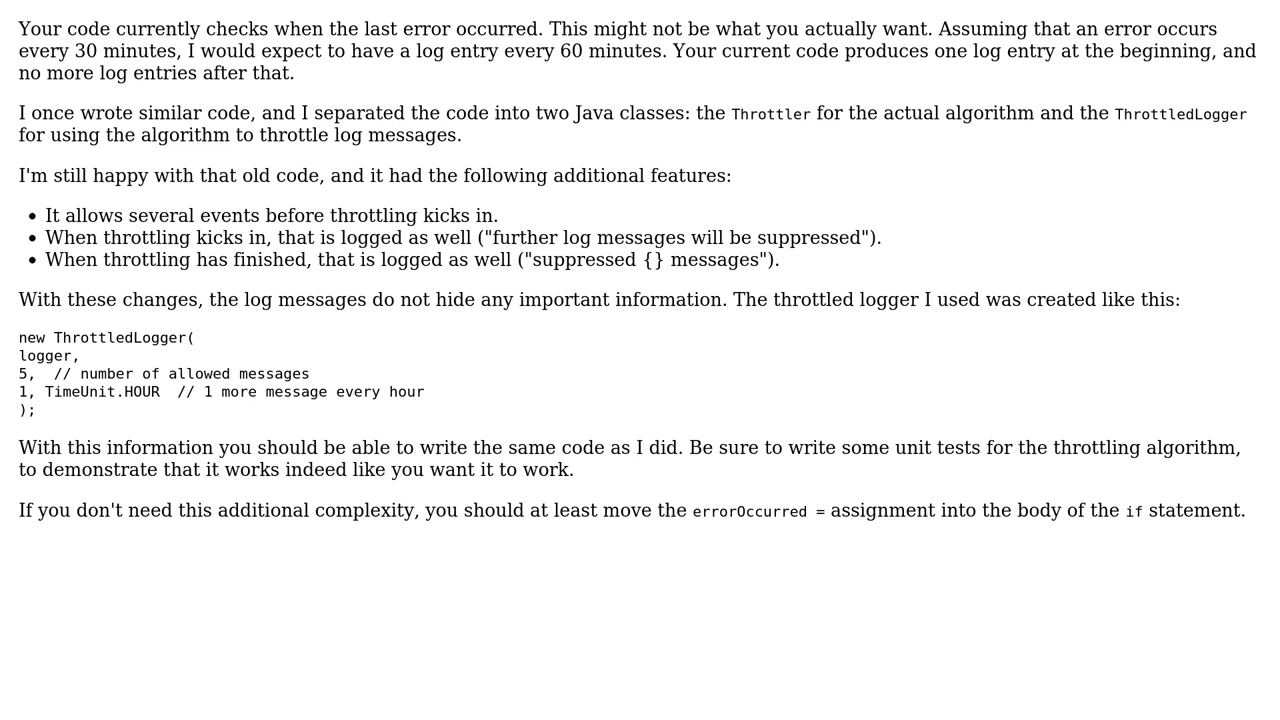 Your code currently checks when the last error occurred. This might not be what you actually want. Assuming that an error occurs
every 30 minutes, I would expect to have a log entry every 60 minutes. Your current code produces one log entry at the beginning, and
no more log entries after that.
I once wrote similar code, and I separated the code into two Java classes: the Throttler for the actual algorithm and the ThrottledLogger
for using the algorithm to throttle log messages.
I'm still happy with that old code, and it had the following additional features:
• It allows several events before throttling kicks in.
• When throttling kicks in, that is logged as well ("further log messages will be suppressed").
• When throttling has finished, that is logged as well ("suppressed {} messages").
With these changes, the log messages do not hide any important information. The throttled logger I used was created like this:
new ThrottledLogger(
logger,
5,  // number of allowed messages
1, TimeUnit.HOUR  // 1 more message every hour
);
With this information you should be able to write the same code as I did. Be sure to write some unit tests for the throttling algorithm,
to demonstrate that it works indeed like you want it to work.
If you don't need this additional complexity, you should at least move the errorOccurred = assignment into the body of the if statement.